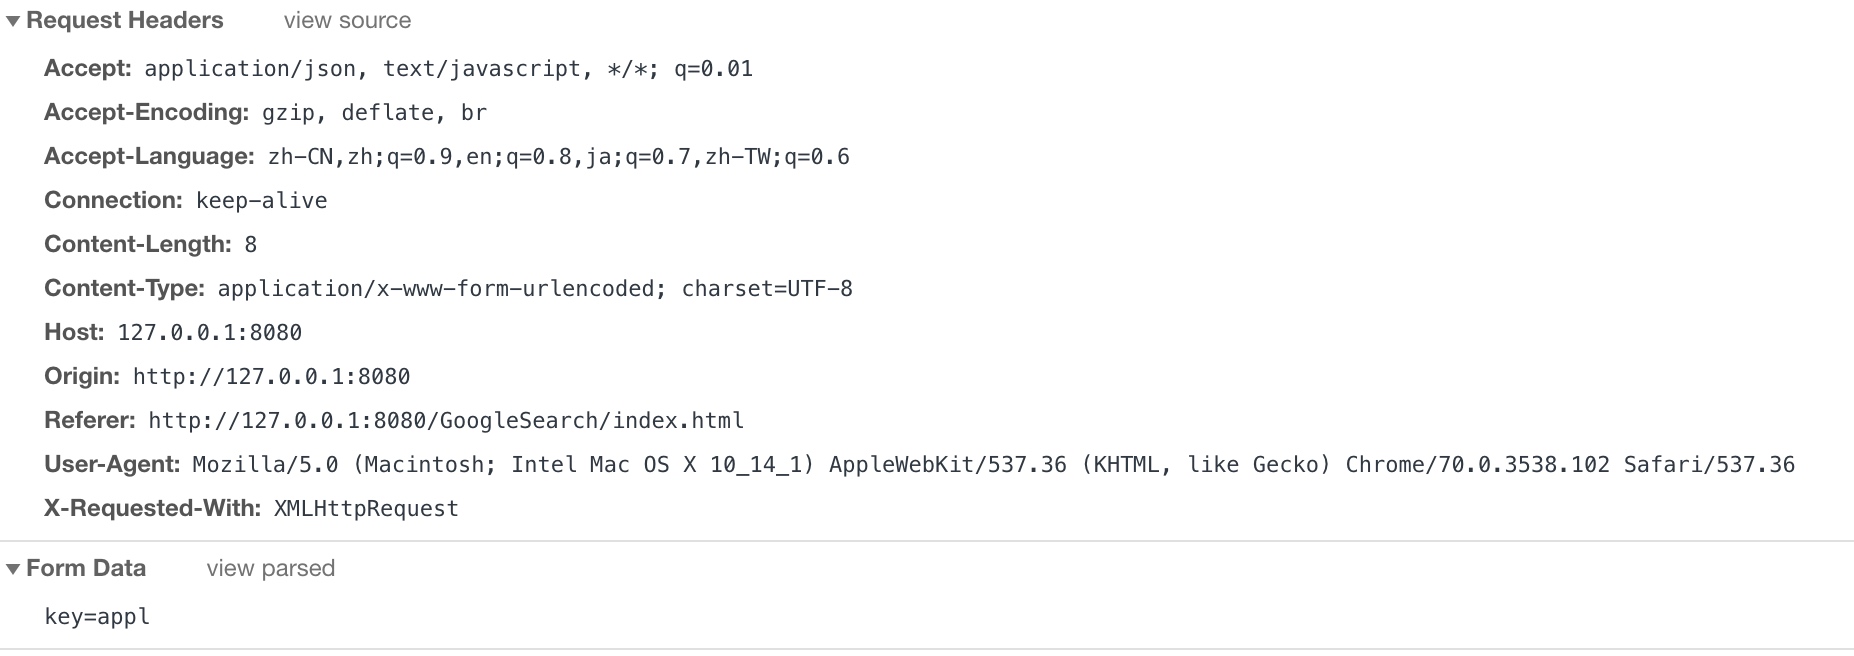 Request Headers view source
Accept: application/json, text/javascript, */*; q=0.01
Accept-Encoding: gzip, deflate, br
Accept-Language: zh-CN,zh;q=0.9,en;q=0.8,ja;q=0.7,zh-TW;q=0.6
Connection: keep-alive
Content-Length: 8
Content-Type: application/x-www-form-urlencoded; charset=UTF-8
Host: 127.0.0.1:8080
Origin: http://127.0.0.1:8080
Referer: http://127.0.0.1:8080/GoogleSearch/index.html
User-Agent: Mozilla/5.0 (Macintosh; Intel Mac OS X 10_14_1) AppleWebKit/537.36 (KHTML, like Gecko) Chrome/70.0.3538.102 Safari/537.36
X-Requested-With: XMLHttpRequest
Form Data view parsed
key=appl